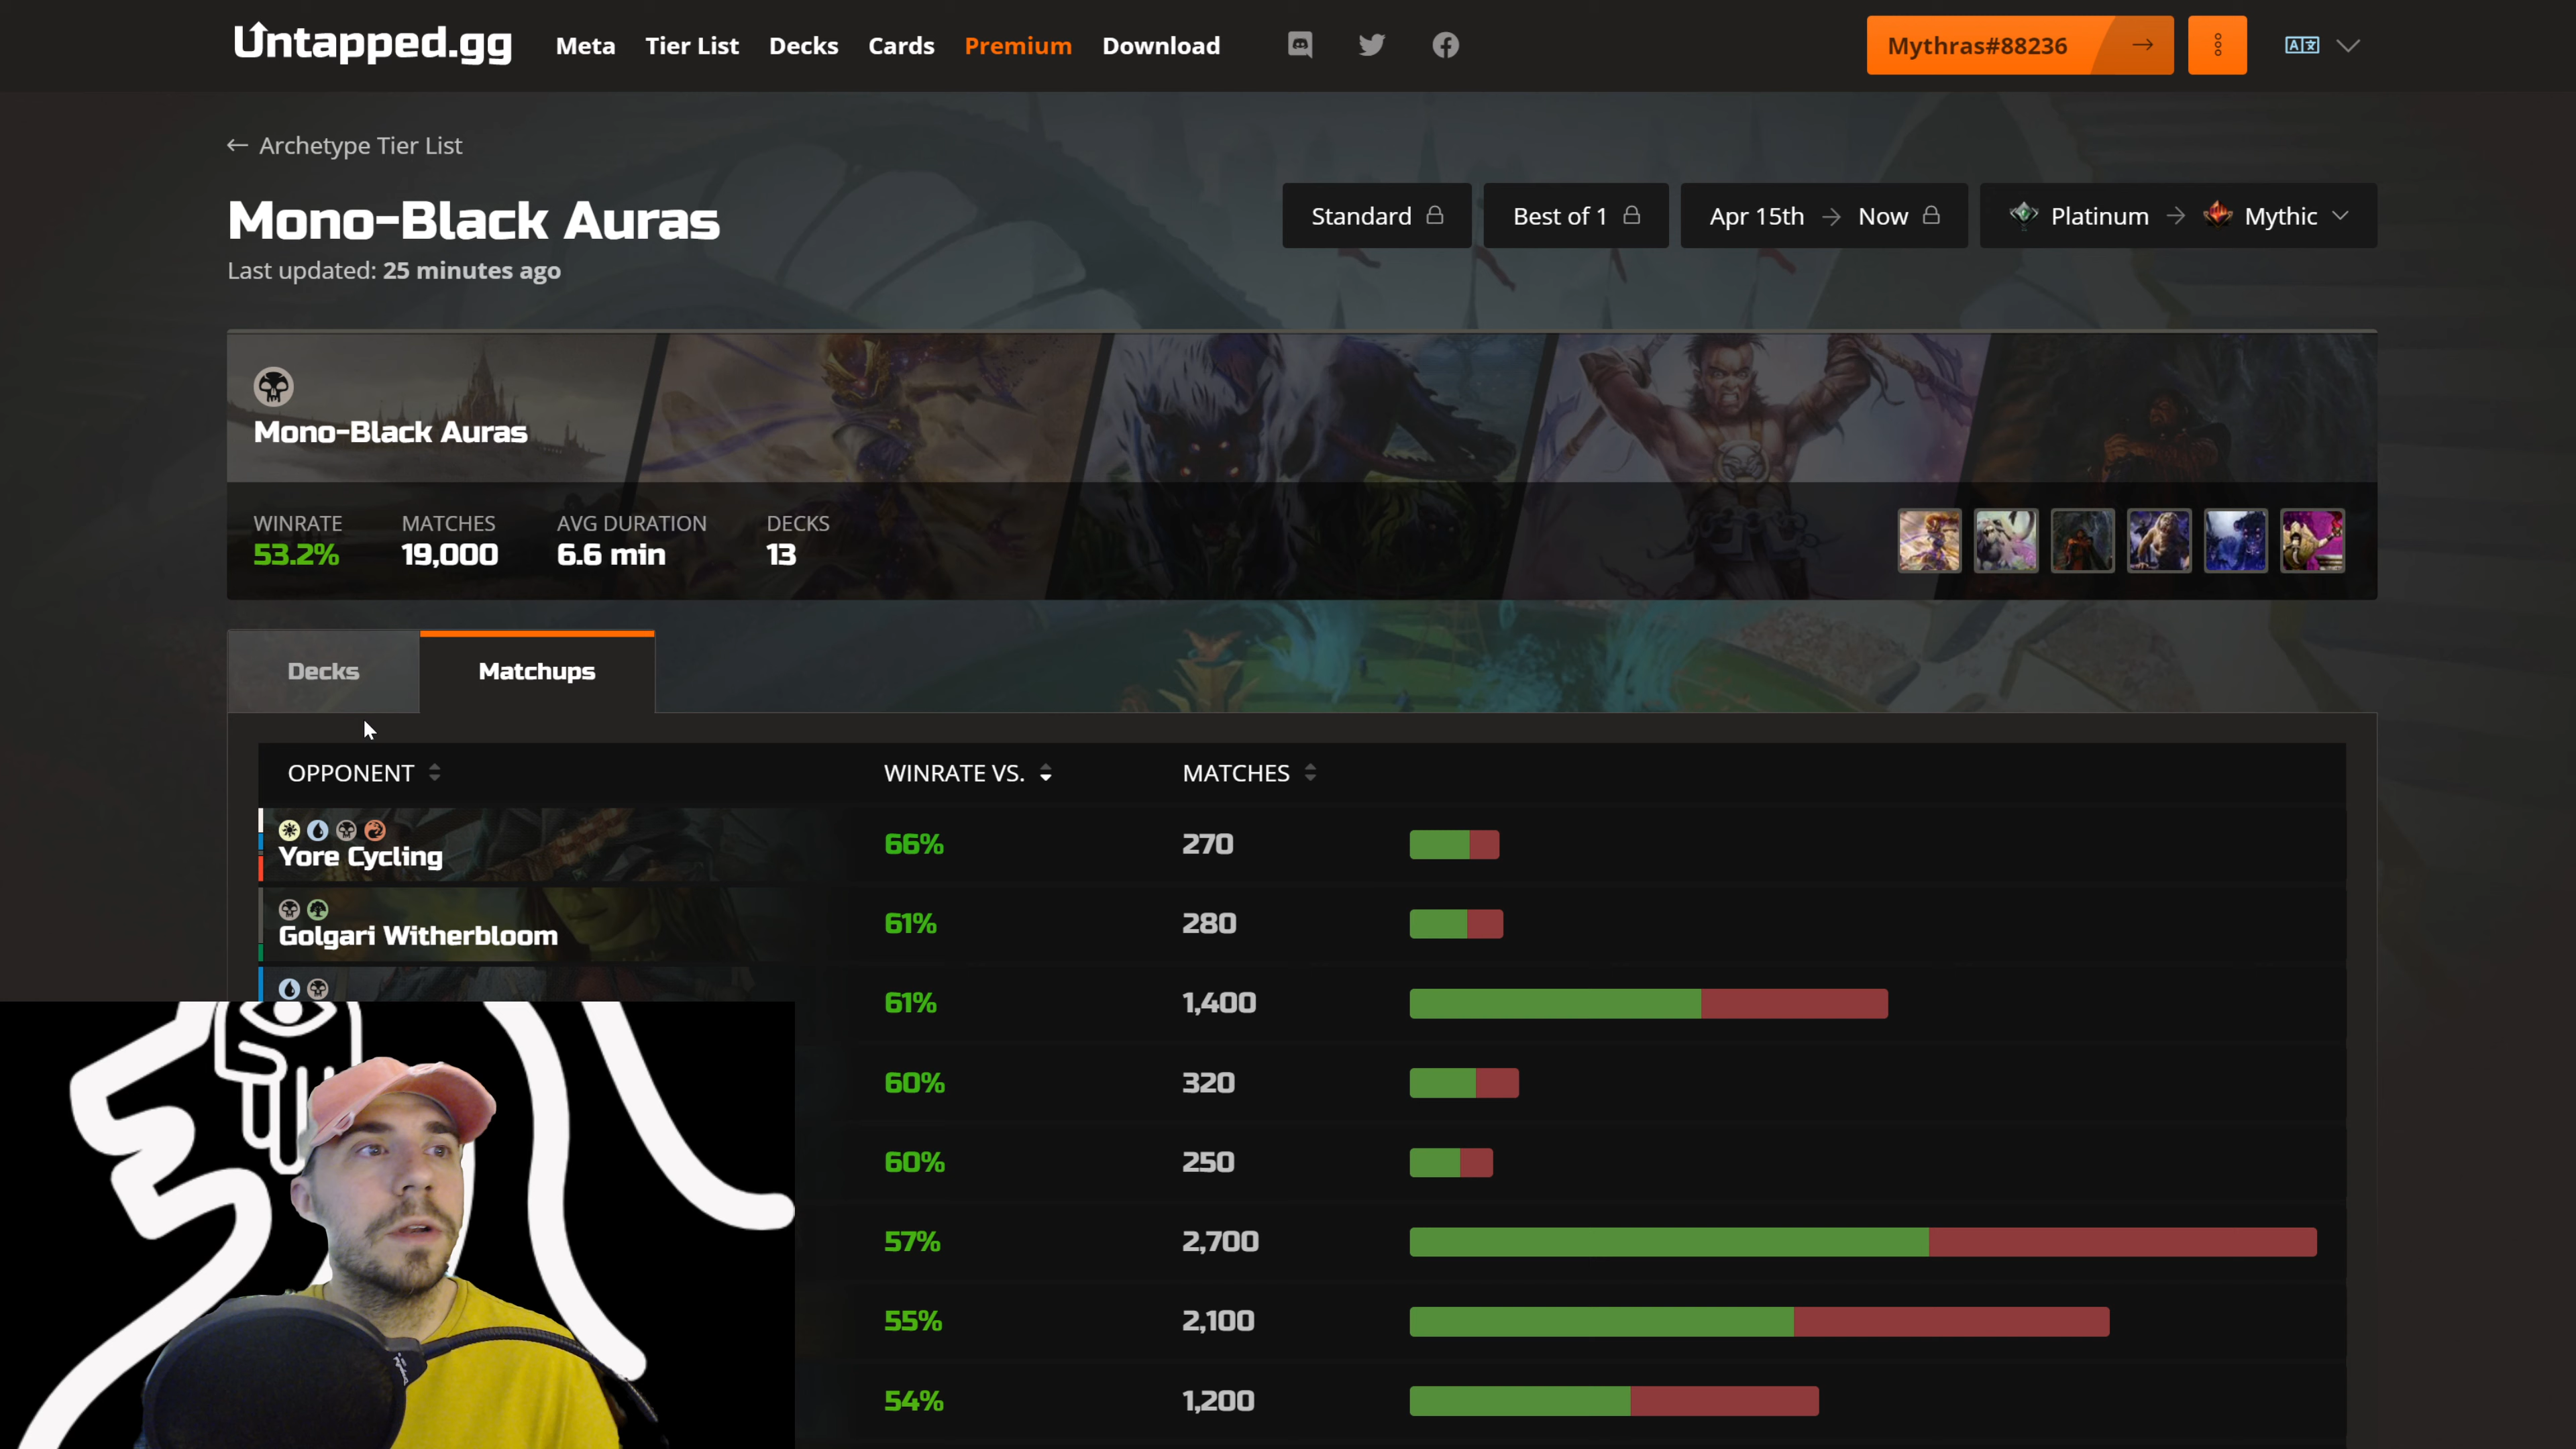 Untapped.gg Meta Tier List Decks Cards Premium Download Mythras#88236
Archetype Tier List
Mono-Black Auras
Standard Best of 1 Apr 15th → Now Platinum → Mythic
Last updated: 25 minutes ago
Mono-Black Auras
WINRATE MATCHES AVG DURATION DECKS
53.2% 19,000 6.6 min 13
Decks Matchups
OPPONENT WINRATE VS. MATCHES
Yore Cycling 66% 270
Golgari Witherbloom 61% 280
61% 1,400
60% 320
60% 250
57% 2,700
55% 2,100
54% 1,200